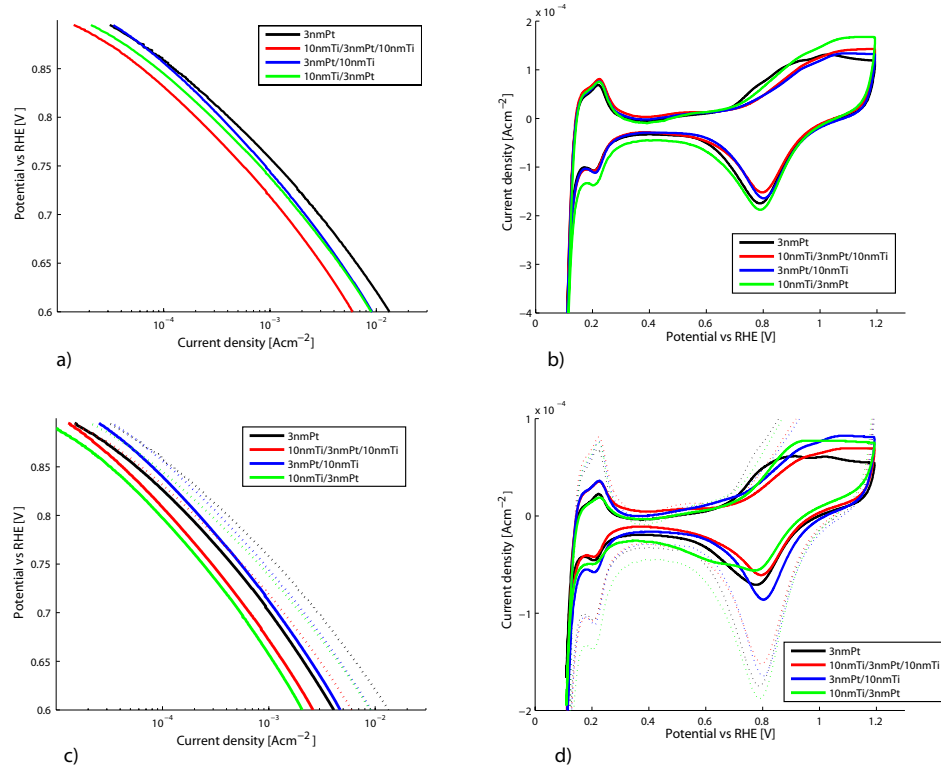 0.85
0.8
0.75
0.7
0.65
0.6
10⁻⁴
10⁻³
10⁻²
Potential vs RHE [V]
Current density [Acm⁻²]
3nmPt
10nmTi/3nmPt/10nmTi
3nmPt/10nmTi
10nmTi/3nmPt
a)
x 10⁻⁴
2
1
0
−1
−2
−3
−4
0
0.2
0.4
0.6
0.8
1
1.2
Current density [Acm⁻²]
Potential vs RHE [V]
3nmPt
10nmTi/3nmPt/10nmTi
3nmPt/10nmTi
10nmTi/3nmPt
b)
0.85
0.8
0.75
0.7
0.65
0.6
10⁻⁴
10⁻³
10⁻²
Potential vs RHE [V]
Current density [Acm⁻²]
3nmPt
10nmTi/3nmPt/10nmTi
3nmPt/10nmTi
10nmTi/3nmPt
c)
x 10⁻⁴
1
0
−1
−2
0
0.2
0.4
0.6
0.8
1
1.2
Current density [Acm⁻²]
Potential vs RHE [V]
3nmPt
10nmTi/3nmPt/10nmTi
3nmPt/10nmTi
10nmTi/3nmPt
d)